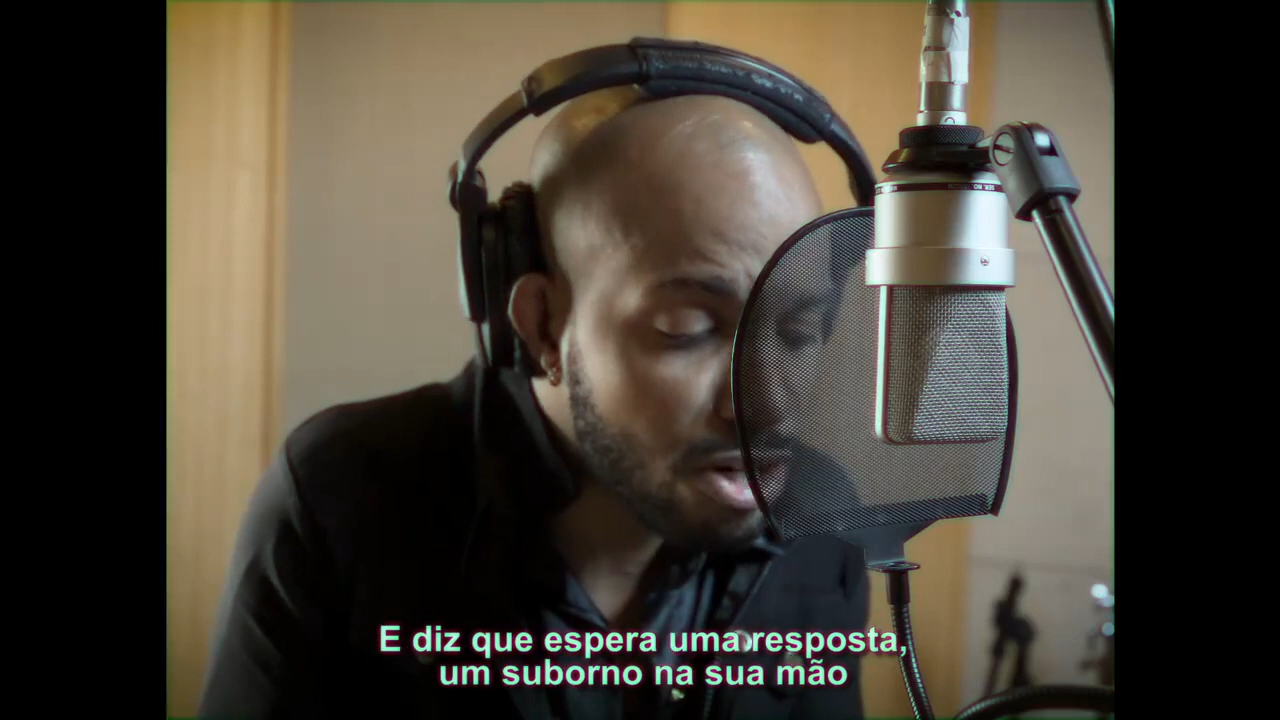 E diz que espera uma resposta,
um suborno na sua mão